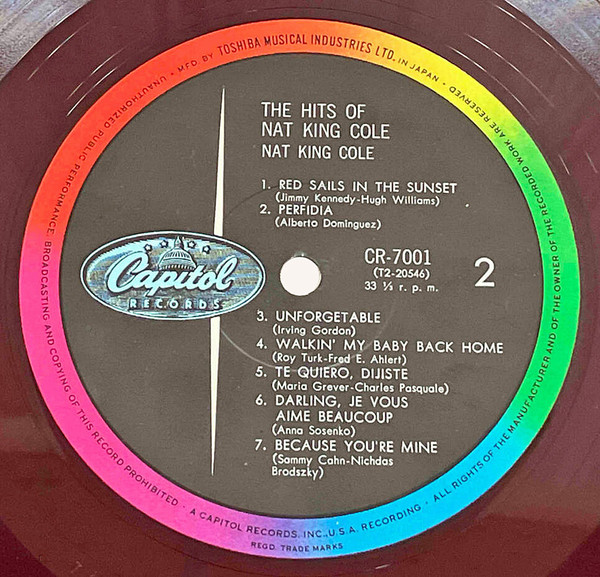 MFD. BY TOSHIBA MUSICAL INDUSTRIES LTD., IN JAPAN · ALL RIGHTS OF THE MANUFACTURER AND OF THE OWNER OF THE RECORDED WORK ARE RESERVED · UNAUTHORIZED PUBLIC PERFORMANCE, BROADCASTING AND COPYING OF THIS RECORD PROHIBITED ·
THE HITS OF
NAT KING COLE
NAT KING COLE
1. RED SAILS IN THE SUNSET
(Jimmy Kennedy-Hugh Williams)
2. PERFIDIA
(Alberto Dominguez)
Capitol
RECORDS
CR-7001
(T2-20546)
33 ⅓ r. p. m.
2
3. UNFORGETABLE
(Irving Gordon)
4. WALKIN' MY BABY BACK HOME
(Roy Turk-Fred E. Ahlert)
5. TE QUIERO, DIJISTE
(Maria Grever-Charles Pasquale)
6. DARLING, JE VOUS
AIME BEAUCOUP
(Anna Sosenko)
7. BECAUSE YOU'RE MINE
(Sammy Cahn-Nichdas
Brodszky)
· A CAPITOL RECORDS, INC., U.S.A. RECORDING ·
REGD. TRADE MARKS